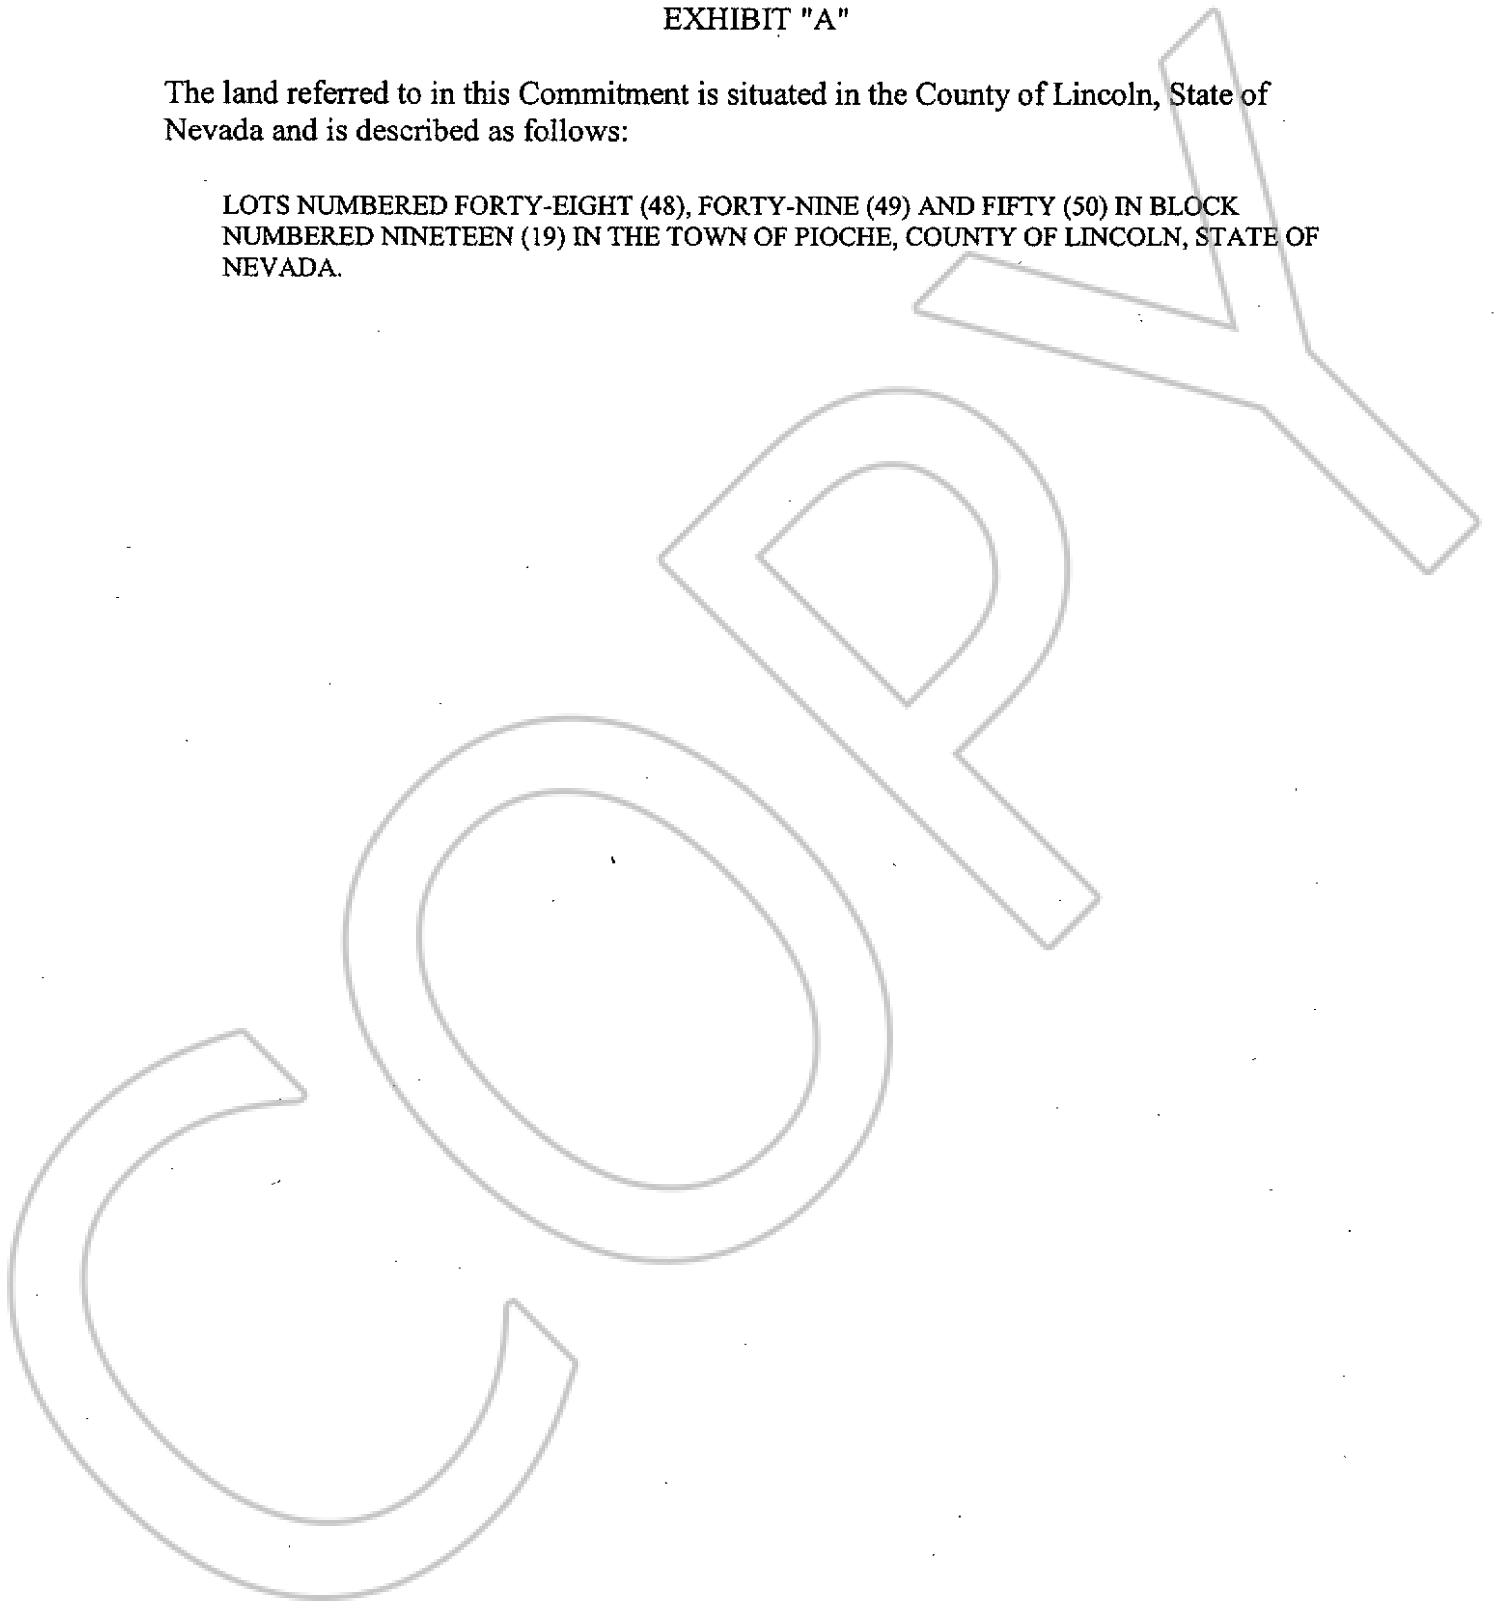 EXHIBIT "A"
The land referred to in this Commitment is situated in the County of Lincoln, State of
Nevada and is described as follows:
LOTS NUMBERED FORTY-EIGHT (48), FORTY-NINE (49) AND FIFTY (50) IN BLOCK
NUMBERED NINETEEN (19) IN THE TOWN OF PIOCHE, COUNTY OF LINCOLN, STATE OF
NEVADA.
COPY